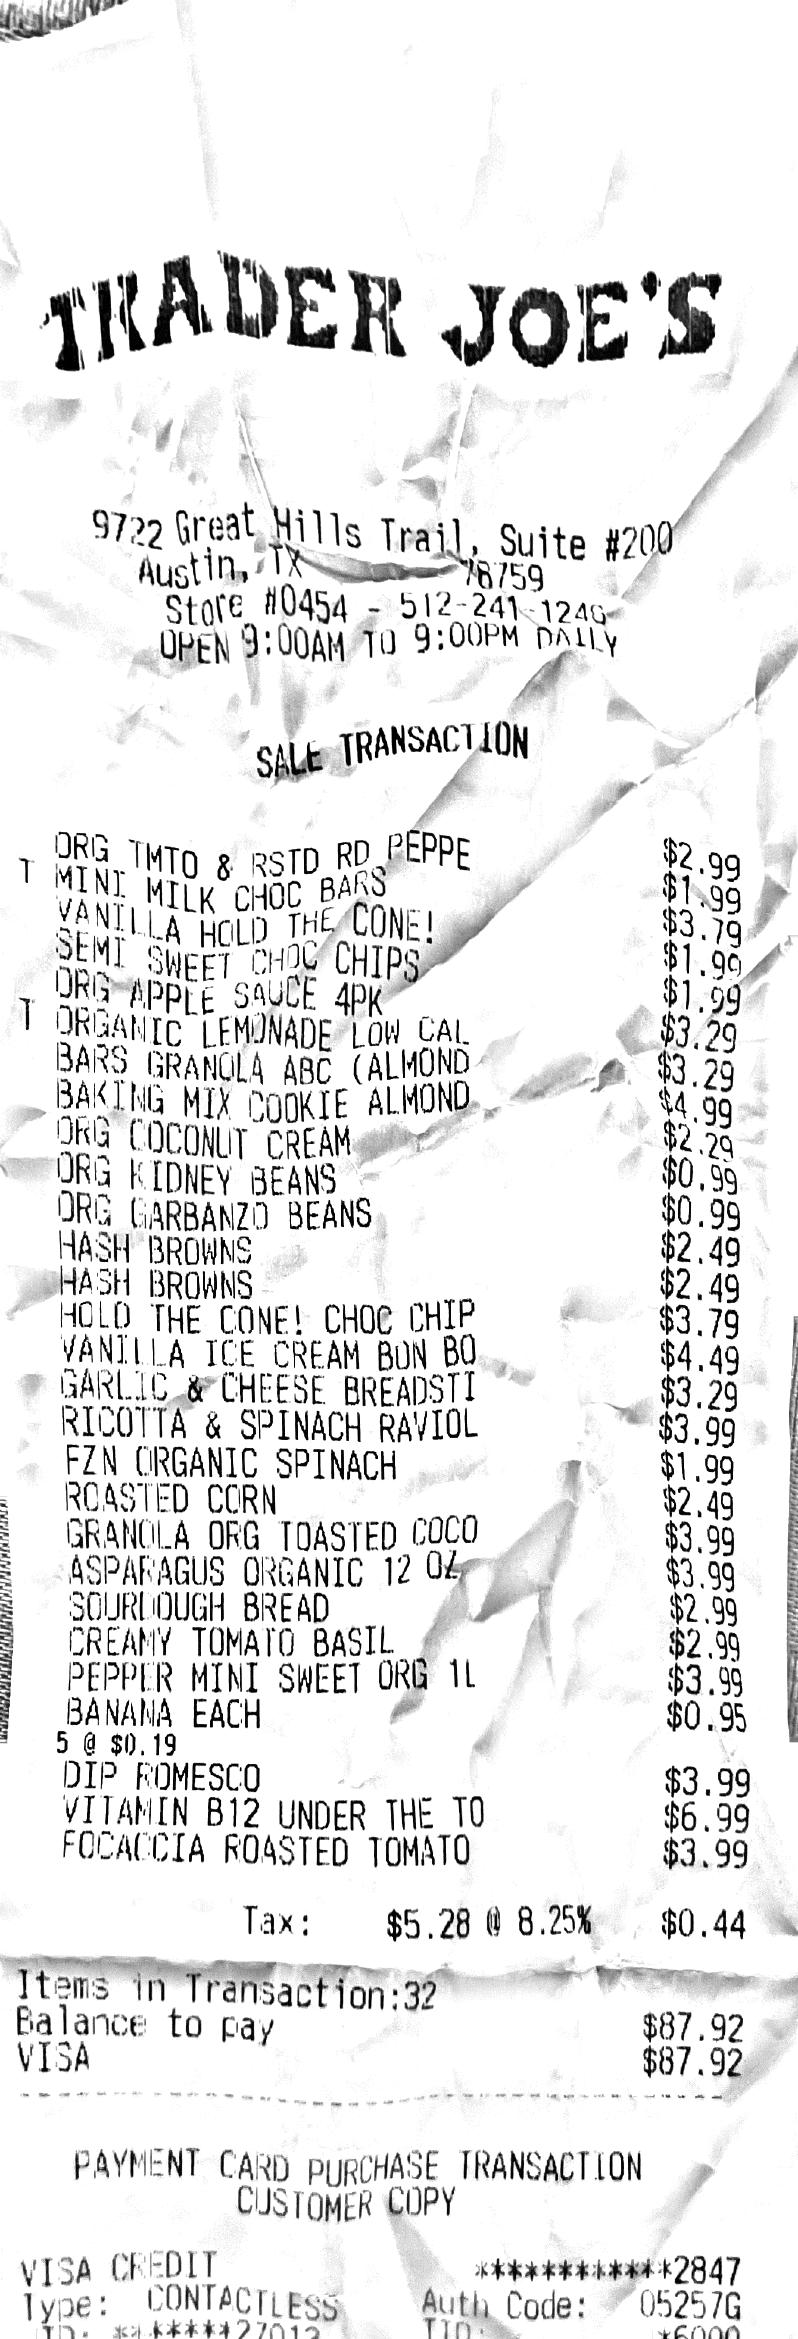 TRADER JOE'S
9722 Great Hills Trail, Suite #200
Austin, TX 78759
Store #0454 - 512-241-
OPEN 9:00AM TO 9:00PM DAILY
SALE TRANSACTION
ORG TMTO & RSTD RD PEPPE $2.99
T MINI MILK CHOC BARS $1.99
VANILLA HOLD THE CONE! $3.79
SEMI SWEET CHOC CHIPS $1.99
ORG APPLE SAUCE 4PK $1.99
T ORGANIC LEMONADE LOW CAL $3.29
BARS GRANOLA ABC (ALMOND $3.29
BAKING MIX COOKIE ALMOND $4.99
ORG COCONUT CREAM $2.29
ORG KIDNEY BEANS $0.99
ORG GARBANZO BEANS $0.99
HASH BROWNS $2.49
HASH BROWNS $2.49
HOLD THE CONE! CHOC CHIP $3.79
VANILLA ICE CREAM BON BO $4.49
GARLIC & CHEESE BREADSTI $3.29
RICOTTA & SPINACH RAVIOL $3.99
FZN ORGANIC SPINACH $1.99
ROASTED CORN $2.49
GRANOLA ORG TOASTED COCO $3.99
ASPARAGUS ORGANIC 12 OZ $3.99
SOURDOUGH BREAD $2.99
CREAMY TOMATO BASIL $2.99
PEPPER MINI SWEET ORG 1L $3.99
BANANA EACH $0.95
5 @ $0.19
DIP ROMESCO $3.99
VITAMIN B12 UNDER THE TO $6.99
FOCACCIA ROASTED TOMATO $3.99
Tax: $5.28 @ 8.25% $0.44
Items in Transaction:32
Balance to pay $87.92
VISA $87.92
PAYMENT CARD PURCHASE TRANSACTION
CUSTOMER COPY
VISA CREDIT ************2847
Type: CONTACTLESS Auth Code: 05257G
TID: